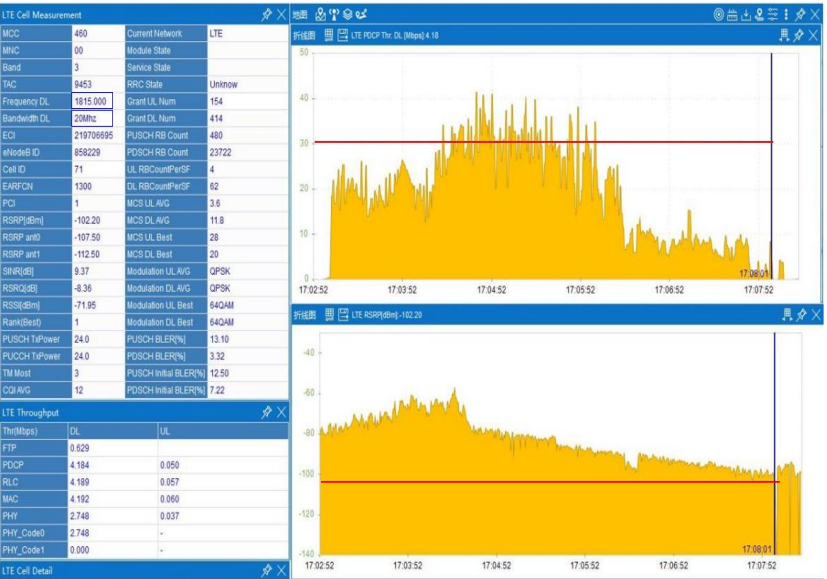 LTE Cell Measurement
MCC 460 Current Network LTE
MNC 00 Module State
Band 3 Service State
TAC 9453 RRC State Unknow
Frequency DL 1815.000 Grant UL Num 154
Bandwidth DL 20Mhz Grant DL Num 414
ECI 219706695 PUSCH RB Count 480
eNodeB ID 858229 PDSCH RB Count 23722
Cell ID 71 UL RBCountPerSF 4
EARFCN 1300 DL RBCountPerSF 62
PCI 1 MCS UL AVG 3.6
RSRP[dBm] -102.20 MCS DL AVG 11.8
RSRP ant0 -107.50 MCS UL Best 28
RSRP ant1 -112.50 MCS DL Best 20
SINR[dB] 9.37 Modulation UL AVG QPSK
RSRQ[dB] -8.36 Modulation DL AVG QPSK
RSSI[dBm] -71.95 Modulation UL Best 64QAM
Rank(Best) 1 Modulation DL Best 64QAM
PUSCH TxPower 24.0 PUSCH BLER[%] 13.10
PUCCH TxPower 24.0 PDSCH BLER[%] 3.32
TM Most 3 PUSCH Initial BLER[%] 12.50
CQI AVG 12 PDSCH Initial BLER[%] 7.22
LTE Throughput
Thr(Mbps) DL UL
FTP 0.629
PDCP 4.184 0.050
RLC 4.189 0.057
MAC 4.192 0.060
PHY 2.748 0.037
PHY_Code0 2.748 -
PHY_Code1 0.000 -
LTE Cell Detail
地图
折线图 LTE PDCP Thr. DL [Mbps]:4.18
50
40
30
20
10
0
17:08:01
17:02:52 17:03:52 17:04:52 17:05:52 17:06:52 17:07:52
折线图 LTE RSRP[dBm]:-102.20
-40
-60
-80
-100
-120
-140
17:08:01
17:02:52 17:03:52 17:04:52 17:05:52 17:06:52 17:07:52